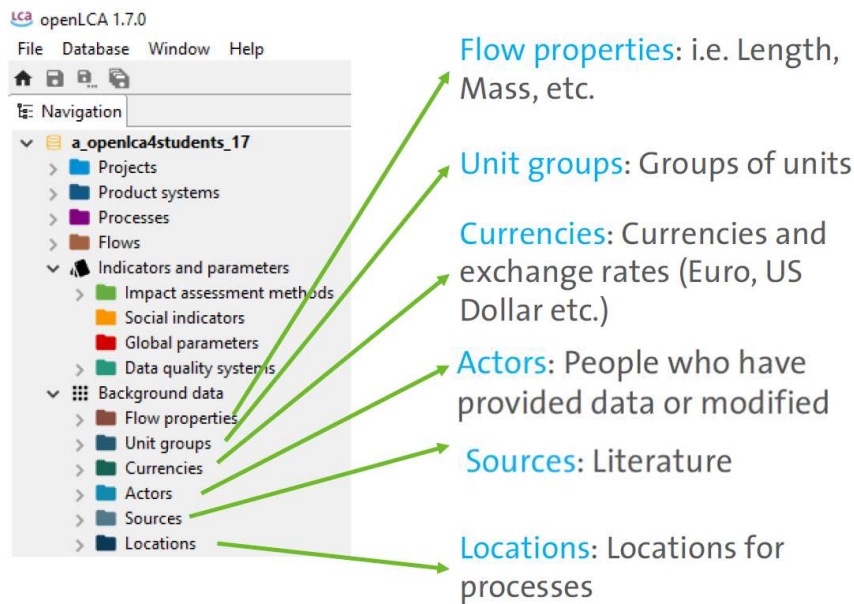 LCA openLCA 1.7.0
File Database Window Help
Navigation
a_openlca4students_17
Projects
Product systems
Processes
Flows
Indicators and parameters
Impact assessment methods
Social indicators
Global parameters
Data quality systems
Background data
Flow properties
Unit groups
Currencies
Actors
Sources
Locations
Flow properties: i.e. Length,
Mass, etc.
Unit groups: Groups of units
Currencies: Currencies and
exchange rates (Euro, US
Dollar etc.)
Actors: People who have
provided data or modified
Sources: Literature
Locations: Locations for
processes